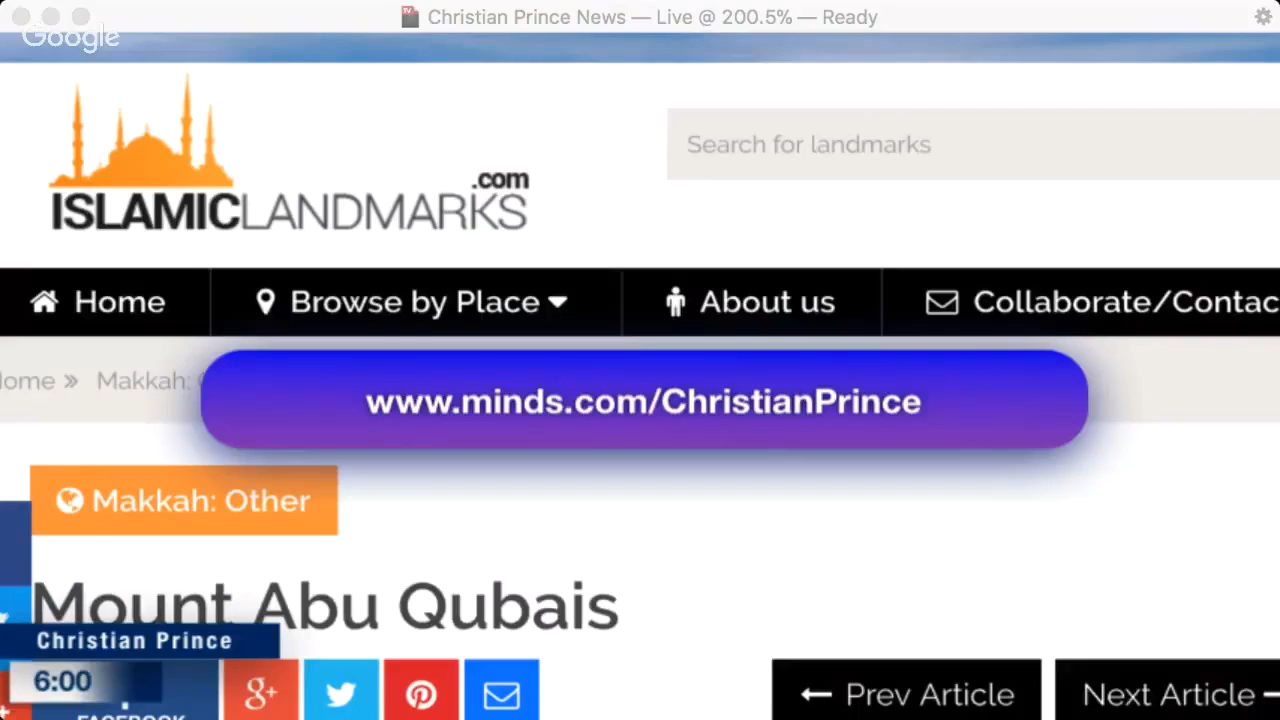 Christian Prince News — Live @ 200.5% — Ready
Google
Search for landmarks
.com
ISLAMICLANDMARKS
Home
Browse by Place
About us
Collaborate/Contac
ome » Makkah:
www.minds.com/ChristianPrince
Makkah: Other
Mount Abu Qubais
Christian Prince
6:00
FACEBOOK
Prev Article
Next Article